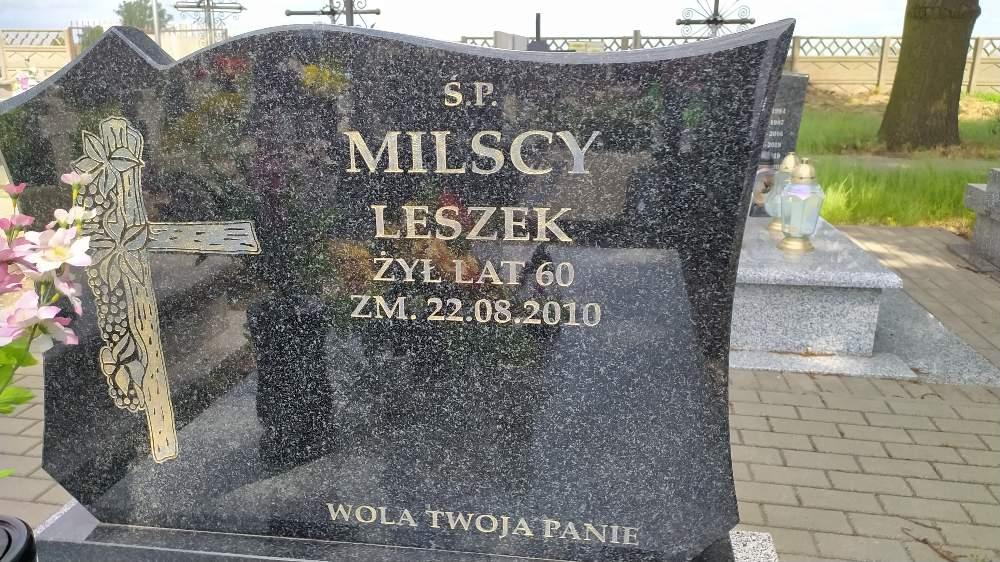 Ś.P.
MILSCY
LESZEK
ŻYŁ LAT 60
ZM. 22.08.2010
WOLA TWOJA PANIE